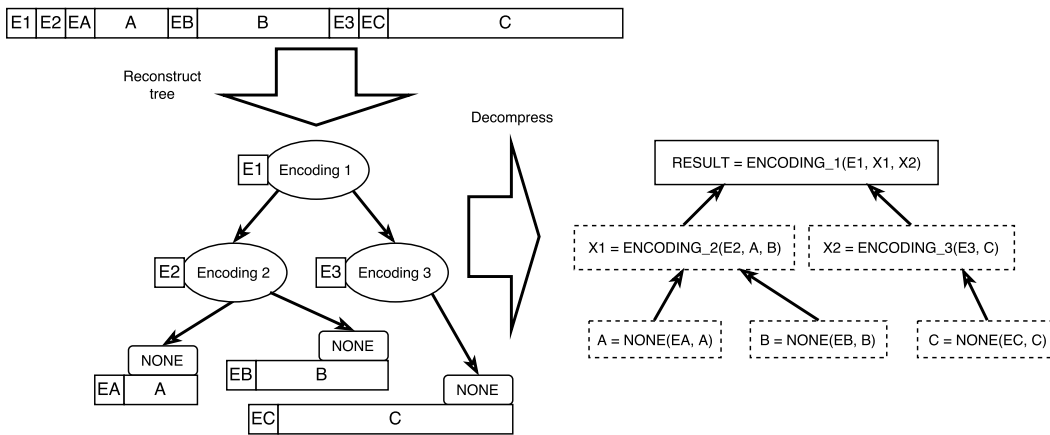 E1 E2 EA A EB B E3 EC C
Reconstruct
tree
Decompress
E1 Encoding 1
E2 Encoding 2
E3 Encoding 3
NONE
EA A
NONE
EB B
NONE
EC C
RESULT = ENCODING_1(E1, X1, X2)
X1 = ENCODING_2(E2, A, B)
X2 = ENCODING_3(E3, C)
A = NONE(EA, A)
B = NONE(EB, B)
C = NONE(EC, C)